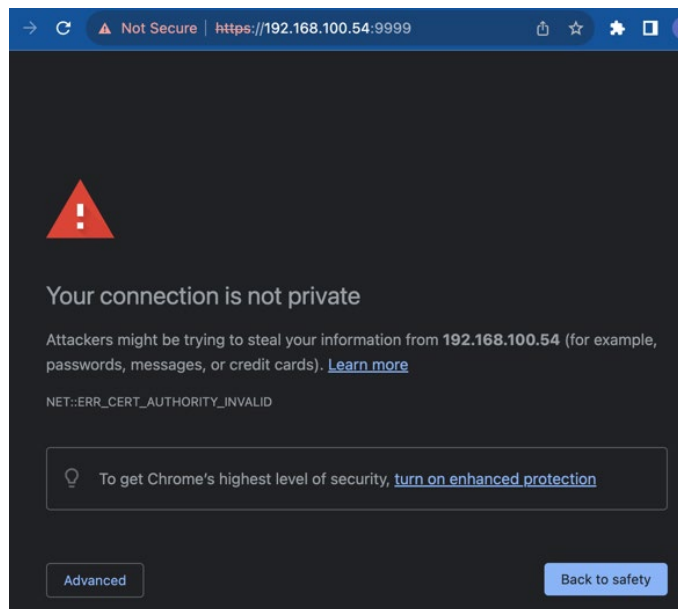 Not Secure | https://192.168.100.54:9999
Your connection is not private
Attackers might be trying to steal your information from 192.168.100.54 (for example,
passwords, messages, or credit cards). Learn more
NET::ERR_CERT_AUTHORITY_INVALID
To get Chrome's highest level of security, turn on enhanced protection
Advanced
Back to safety